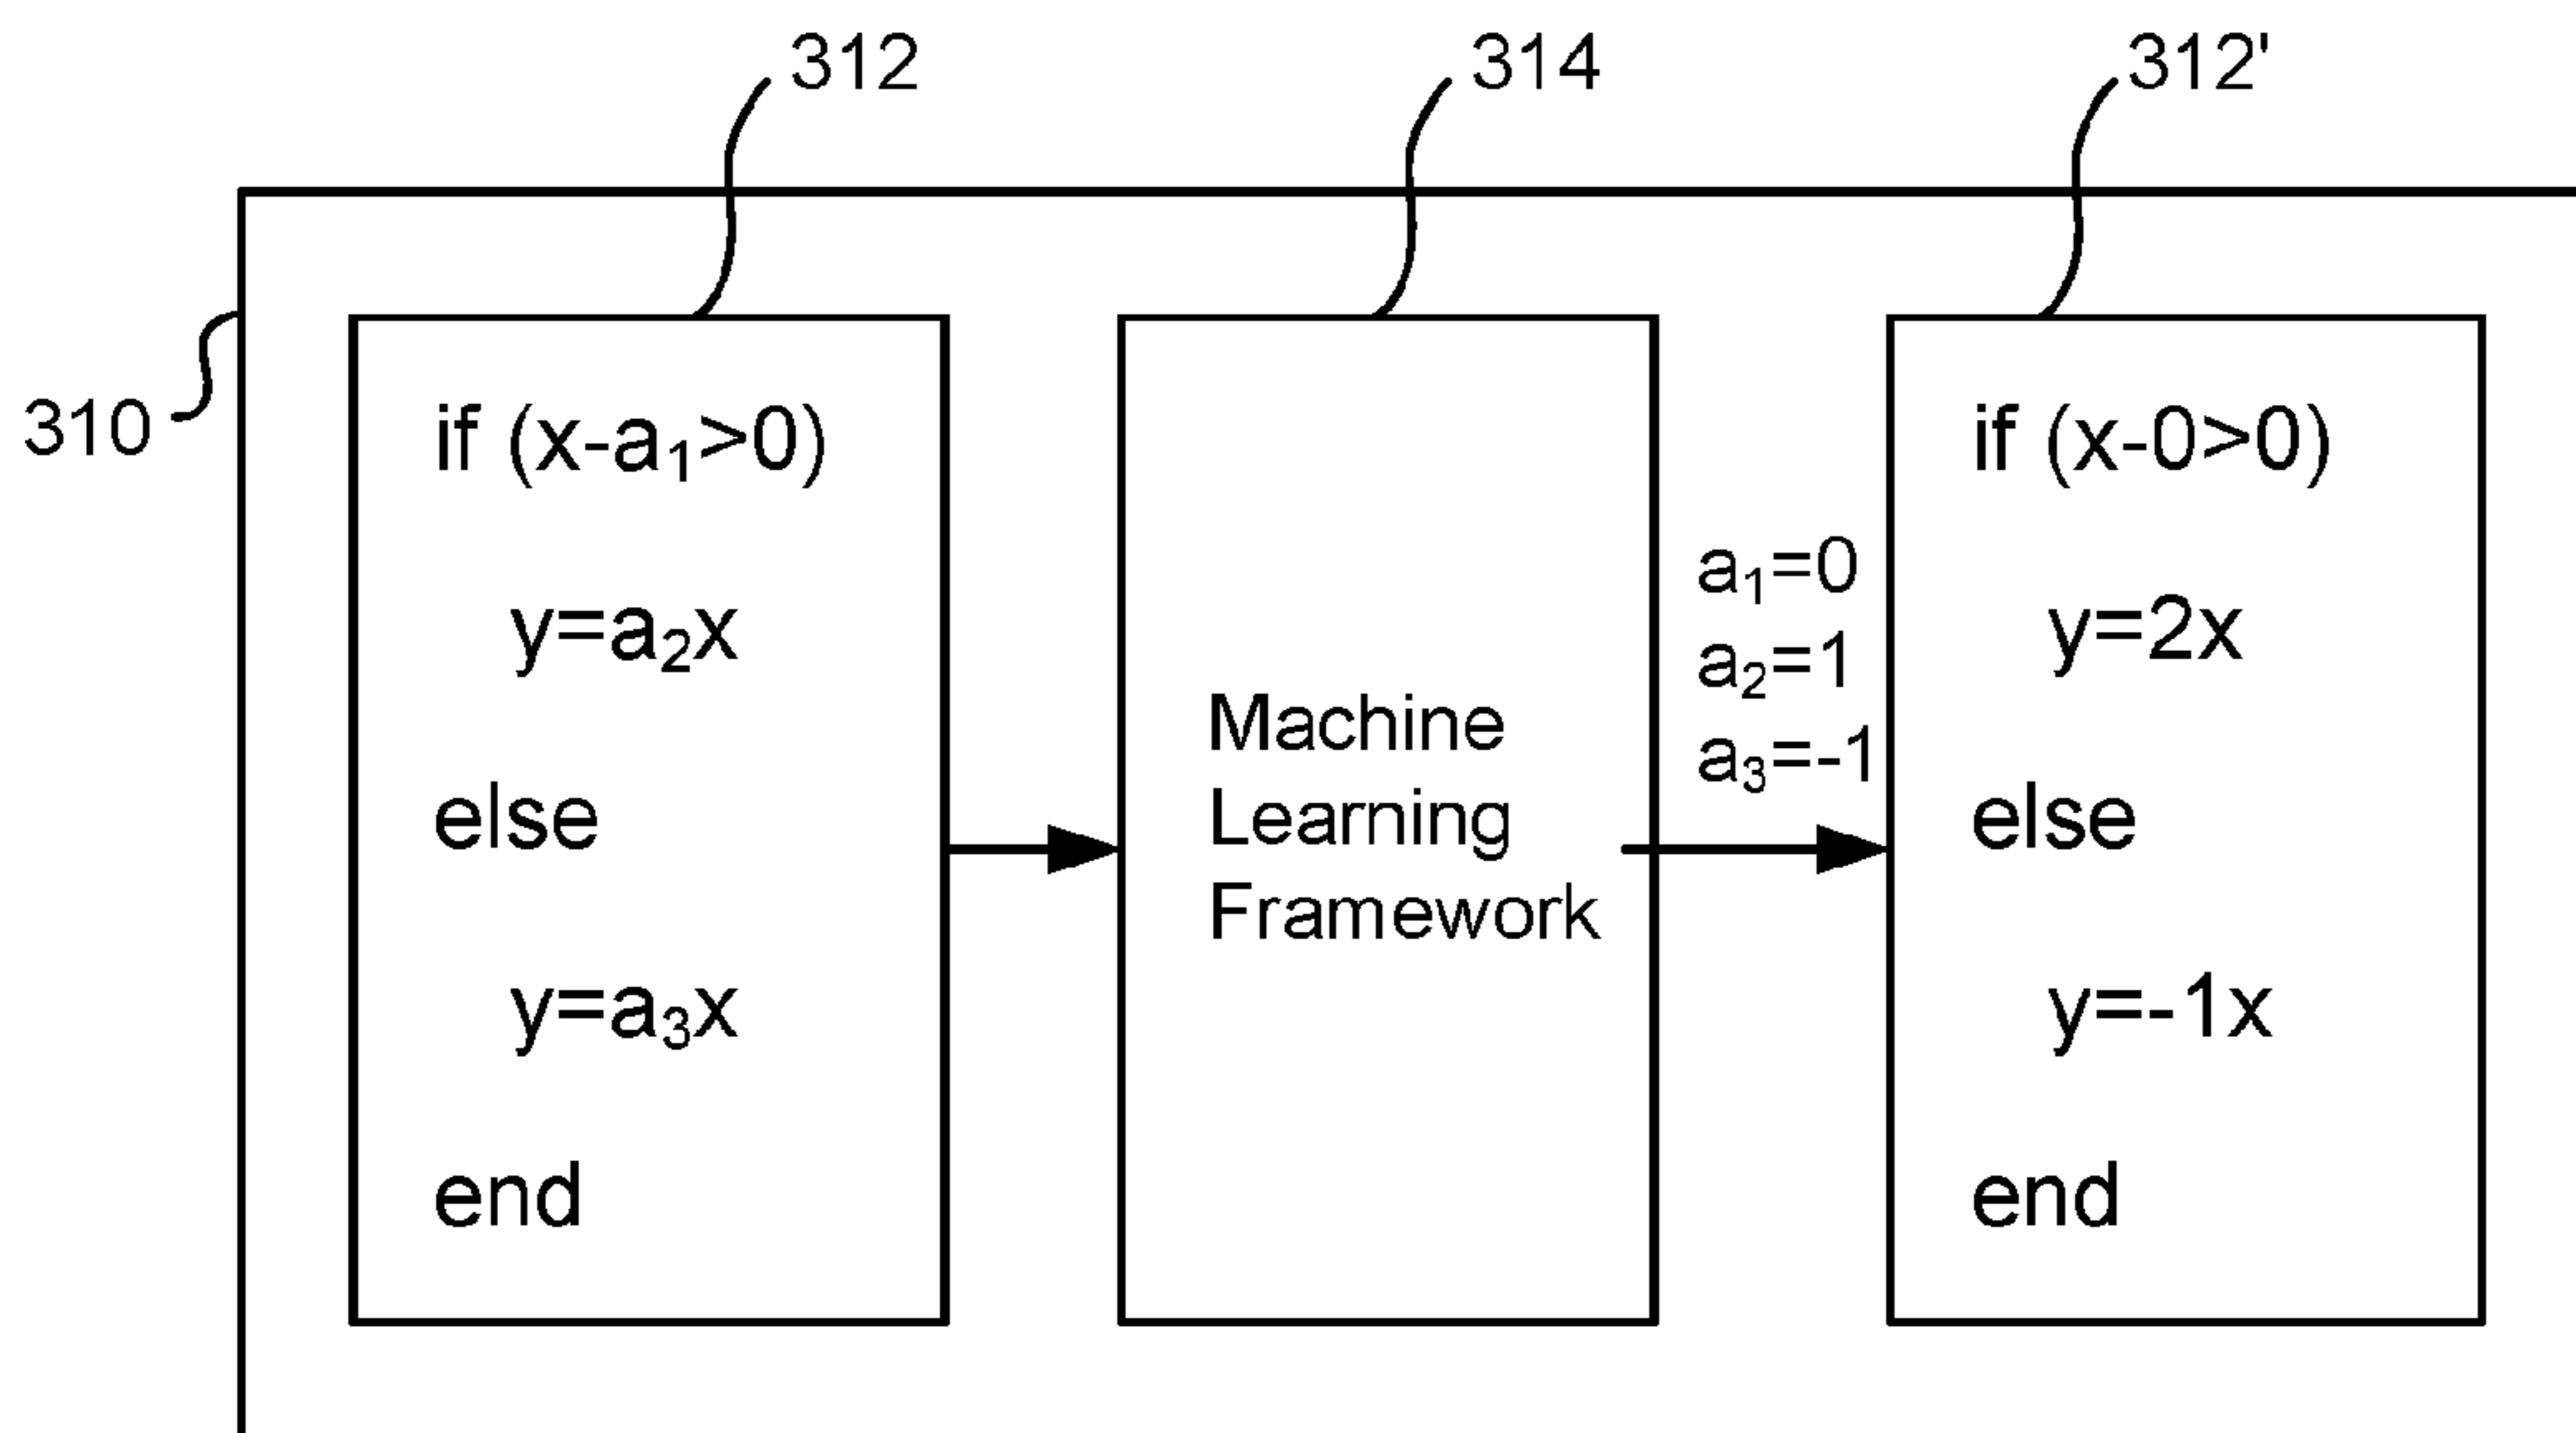 312
314
312'
310
if (x-a₁>0)
y=a₂x
else
y=a₃x
end
Machine
Learning
Framework
a₁=0
a₂=1
a₃=-1
if (x-0>0)
y=2x
else
y=-1x
end